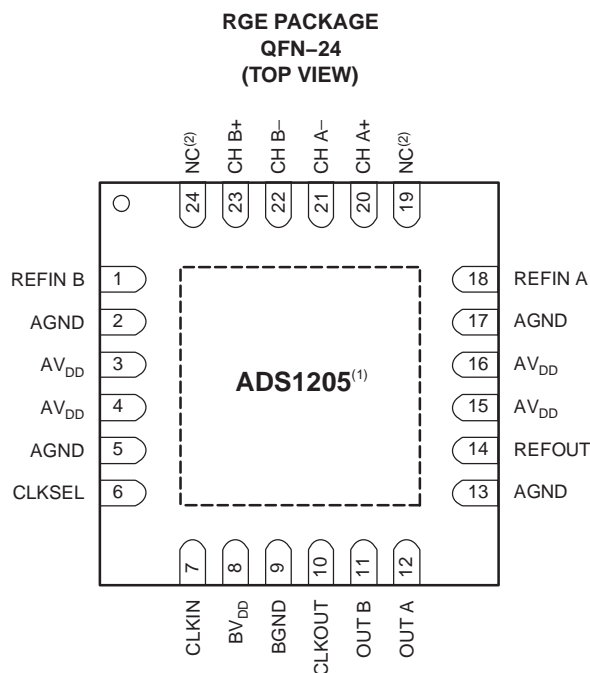 RGE PACKAGE
QFN−24
(TOP VIEW)
NC(2)
CH B+
CH B−
CH A−
CH A+
NC(2)
24
23
22
21
20
19
REFIN B 1
AGND 2
AVDD 3
AVDD 4
AGND 5
CLKSEL 6
ADS1205(1)
18 REFIN A
17 AGND
16 AVDD
15 AVDD
14 REFOUT
13 AGND
7
8
9
10
11
12
CLKIN
BVDD
BGND
CLKOUT
OUT B
OUT A